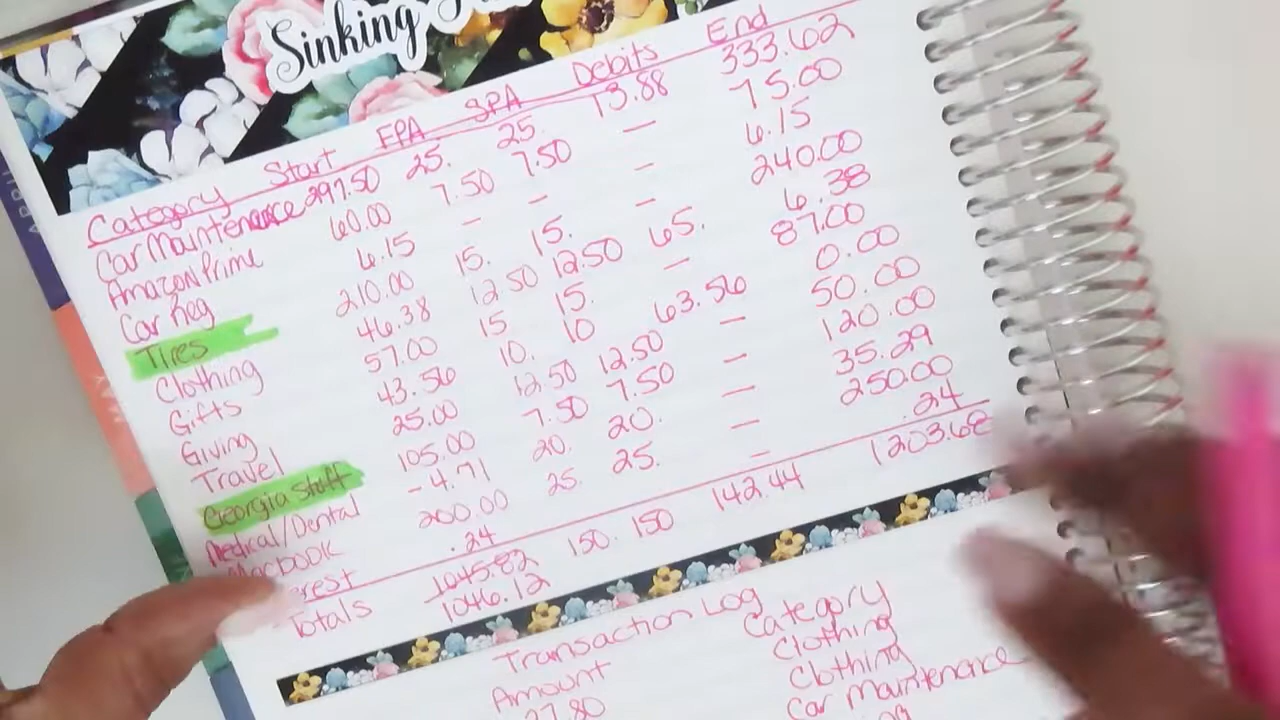 Sinking
Category Start FPA SPA Debits End
Car Maintenance 297.50 25. 25. 13.88 333.62
Amazon Prime 60.00 7.50 7.50 — 75.00
Car Reg 6.15 — — — 6.15
Tires 210.00 15. 15. — 240.00
Clothing 46.38 12.50 12.50 65. 6.38
Gifts 57.00 15 15. — 87.00
Giving 43.56 10. 10 63.56 0.00
Travel 25.00 12.50 12.50 — 50.00
Georgia Stuff 105.00 7.50 7.50 — 120.00
Medical/Dental -4.71 20. 20. — 35.29
Macbook 200.00 25. 25. — 250.00
rest .24 .24
Totals 1045.82 150. 150 142.44 1203.68
1046.12
Transaction Log
Amount Category
27.80 Clothing
Clothing
Car Maintenance